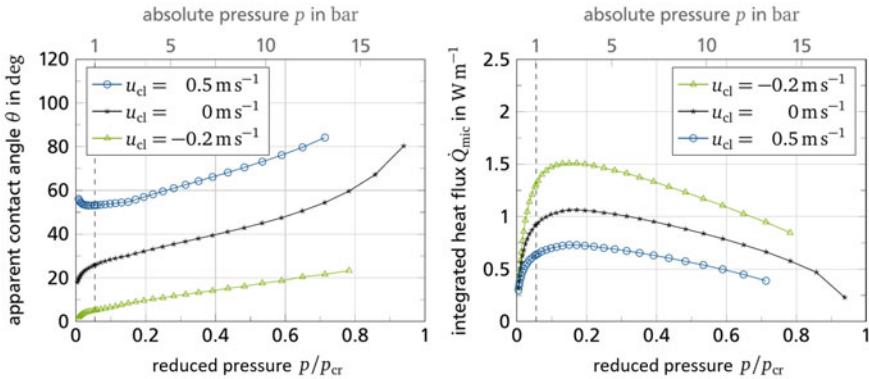 absolute pressure p in bar
1 5 10 15
120
100
80
60
40
20
0
apparent contact angle θ in deg
u_cl = 0.5 m s⁻¹
u_cl = 0 m s⁻¹
u_cl = −0.2 m s⁻¹
0 0.2 0.4 0.6 0.8 1
reduced pressure p/p_cr
absolute pressure p in bar
1 5 10 15
2.5
2
1.5
1
0.5
0
integrated heat flux Q̇_mic in W m⁻¹
u_cl = −0.2 m s⁻¹
u_cl = 0 m s⁻¹
u_cl = 0.5 m s⁻¹
0 0.2 0.4 0.6 0.8 1
reduced pressure p/p_cr